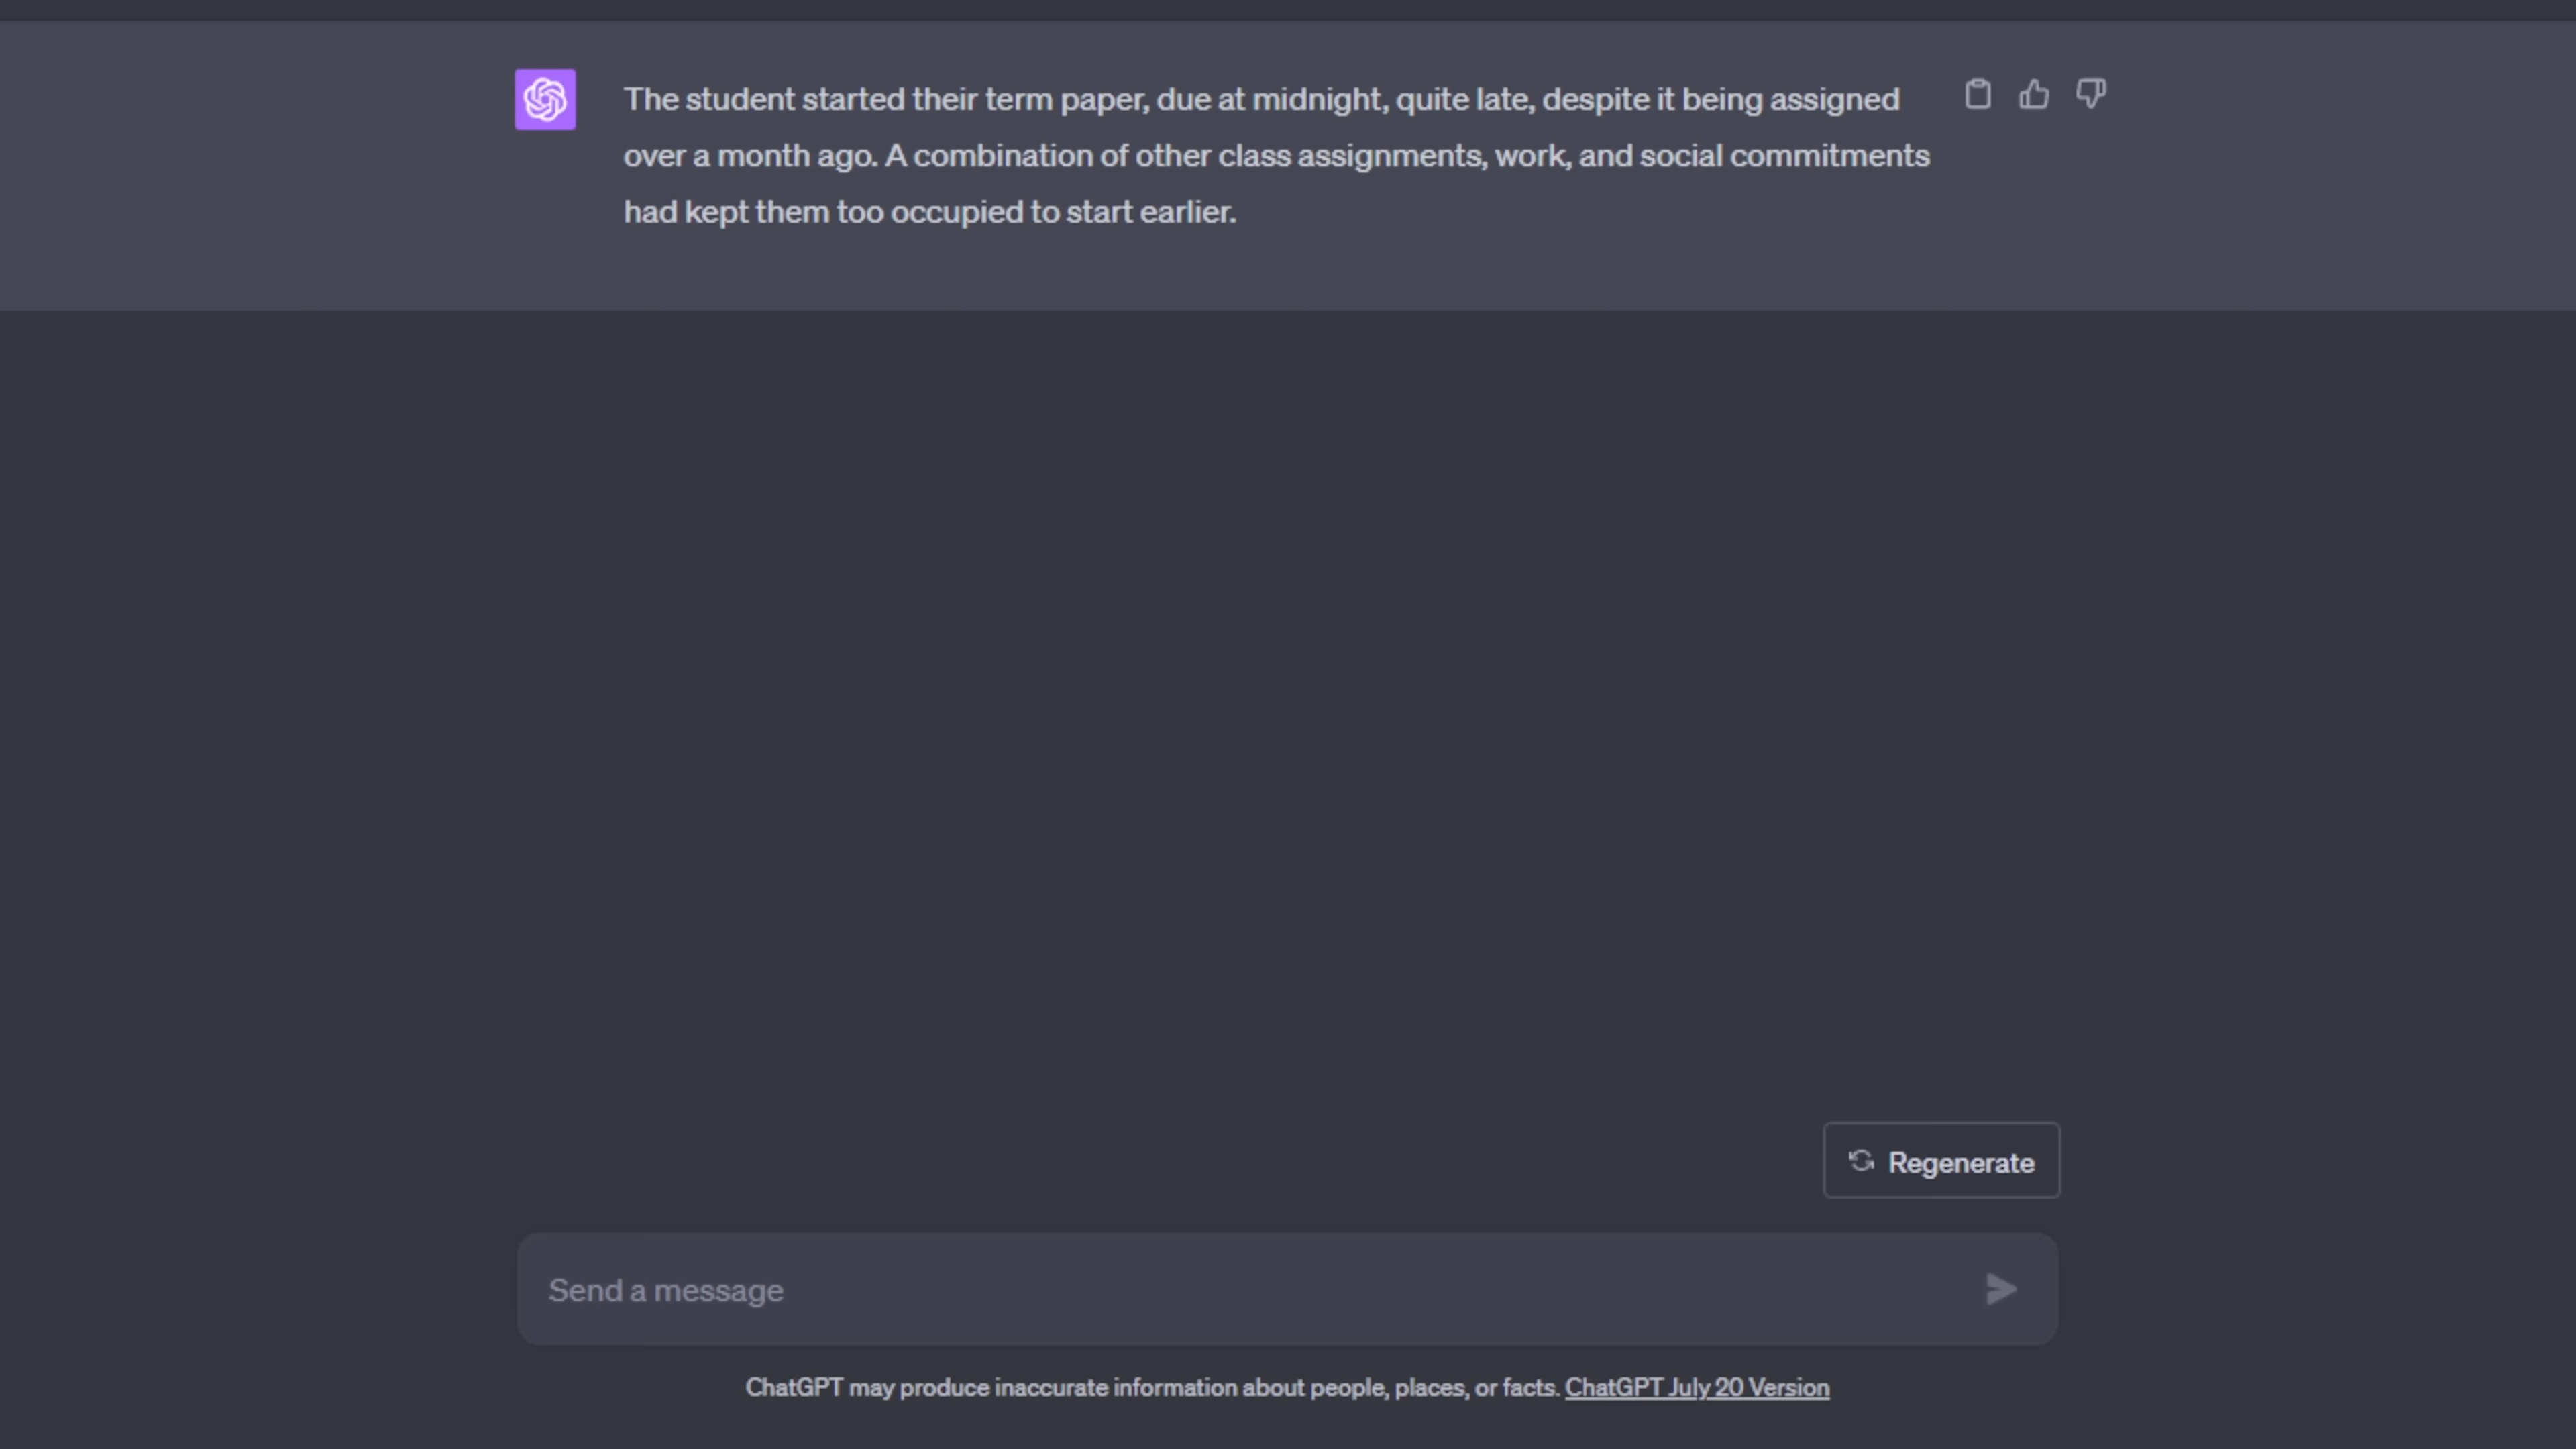 The student started their term paper, due at midnight, quite late, despite it being assigned
over a month ago. A combination of other class assignments, work, and social commitments
had kept them too occupied to start earlier.
Regenerate
Send a message
ChatGPT may produce inaccurate information about people, places, or facts. ChatGPT July 20 Version